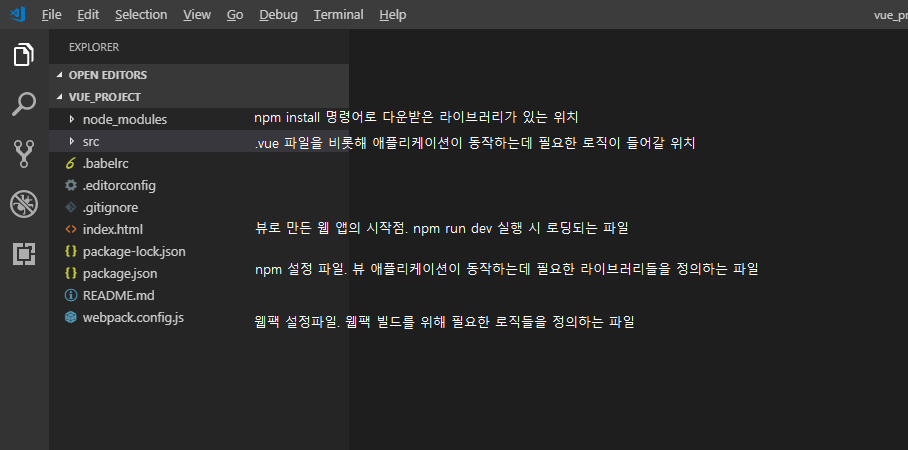 File Edit Selection View Go Debug Terminal Help vue_pr
EXPLORER
OPEN EDITORS
VUE_PROJECT
node_modules npm install 명령어로 다운받은 라이브러리가 있는 위치
src .vue 파일을 비롯해 애플리케이션이 동작하는데 필요한 로직이 들어갈 위치
.babelrc
.editorconfig
.gitignore
index.html 뷰로 만든 웹 앱의 시작점. npm run dev 실행 시 로딩되는 파일
package-lock.json
package.json npm 설정 파일. 뷰 애플리케이션이 동작하는데 필요한 라이브러리들을 정의하는 파일
README.md
webpack.config.js 웹팩 설정파일. 웹팩 빌드를 위해 필요한 로직들을 정의하는 파일